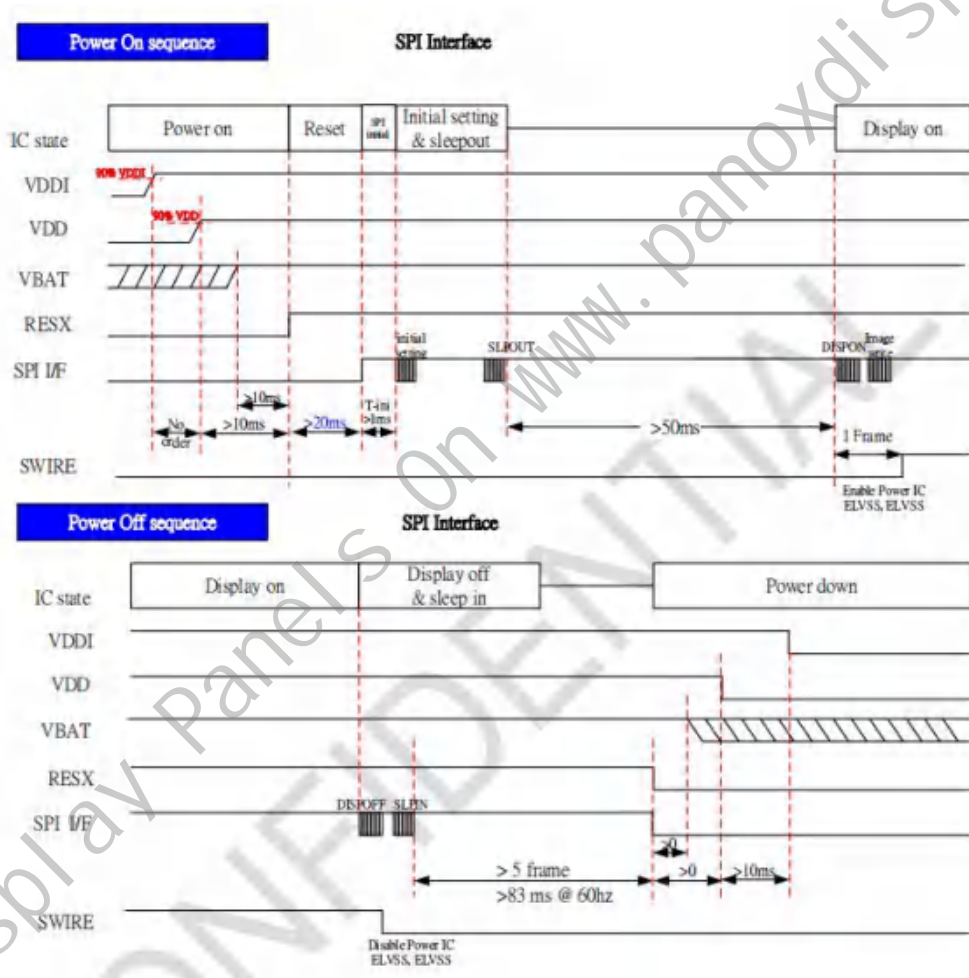 Power On sequence
SPI Interface
IC state
Power on
Reset
SPI
initial
Initial setting
& sleepout
Display on
VDDI
90% VDDI
VDD
90% VDD
VBAT
RESX
SPI I/F
initial
setting
SLPOUT
DISPON
Image
>10ms
No
order
>10ms
>20ms
T-ini
>1ms
>50ms
1 Frame
SWIRE
Enable Power IC
ELVSS, ELVSS
Power Off sequence
SPI Interface
IC state
Display on
Display off
& sleep in
Power down
VDDI
VDD
VBAT
RESX
DISPOFF
SLPIN
SPI I/F
>0
>0
>10ms
> 5 frame
>83 ms @ 60hz
SWIRE
Disable Power IC
ELVSS, ELVSS
splay Panels On www.panoxdisp
CONFIDENTIAL